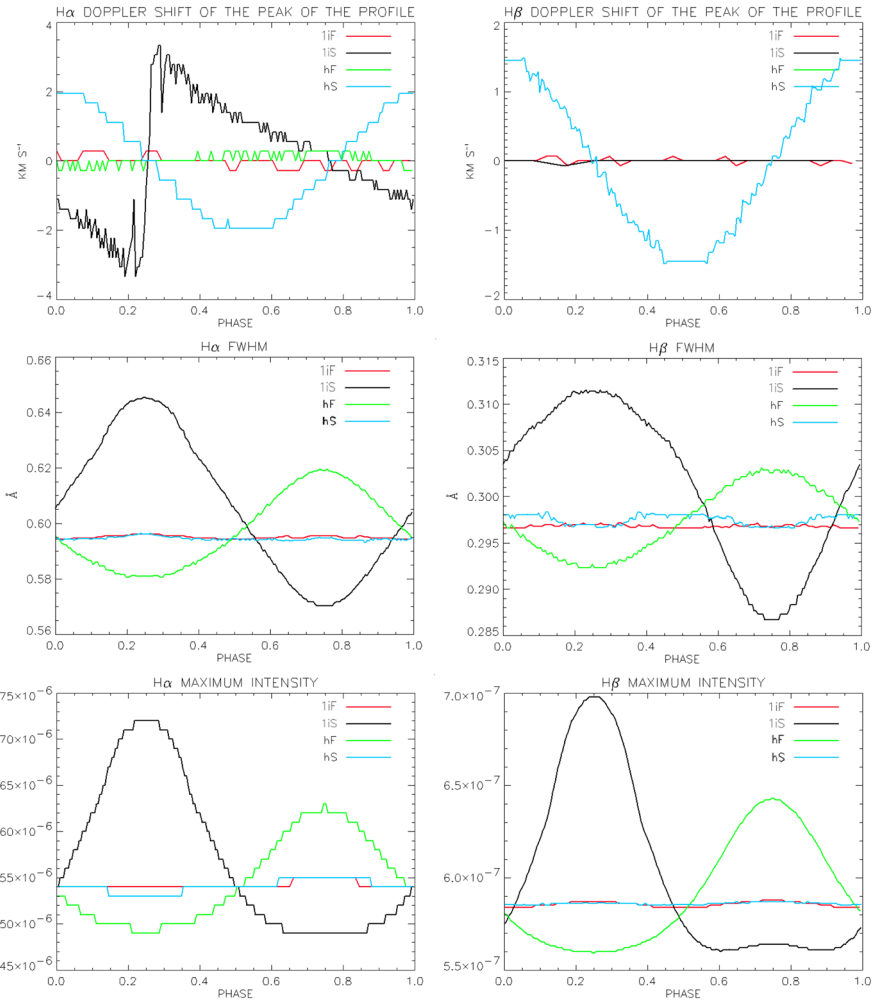 Hα DOPPLER SHIFT OF THE PEAK OF THE PROFILE
4
2
0
−2
−4
KM S⁻¹
1iF
1iS
hF
hS
0.0 0.2 0.4 0.6 0.8 1.0
PHASE
Hβ DOPPLER SHIFT OF THE PEAK OF THE PROFILE
2
1
0
−1
−2
KM S⁻¹
1iF
1iS
hF
hS
0.0 0.2 0.4 0.6 0.8 1.0
PHASE
Hα FWHM
0.66
0.64
0.62
0.60
0.58
0.56
Å
1iF
1iS
hF
hS
0.0 0.2 0.4 0.6 0.8 1.0
PHASE
Hβ FWHM
0.315
0.310
0.305
0.300
0.295
0.290
0.285
Å
1iF
1iS
hF
hS
0.0 0.2 0.4 0.6 0.8 1.0
PHASE
Hα MAXIMUM INTENSITY
75×10⁻⁶
70×10⁻⁶
65×10⁻⁶
60×10⁻⁶
55×10⁻⁶
50×10⁻⁶
45×10⁻⁶
1iF
1iS
hF
hS
0.0 0.2 0.4 0.6 0.8 1.0
PHASE
Hβ MAXIMUM INTENSITY
7.0×10⁻⁷
6.5×10⁻⁷
6.0×10⁻⁷
5.5×10⁻⁷
1iF
1iS
hF
hS
0.0 0.2 0.4 0.6 0.8 1.0
PHASE